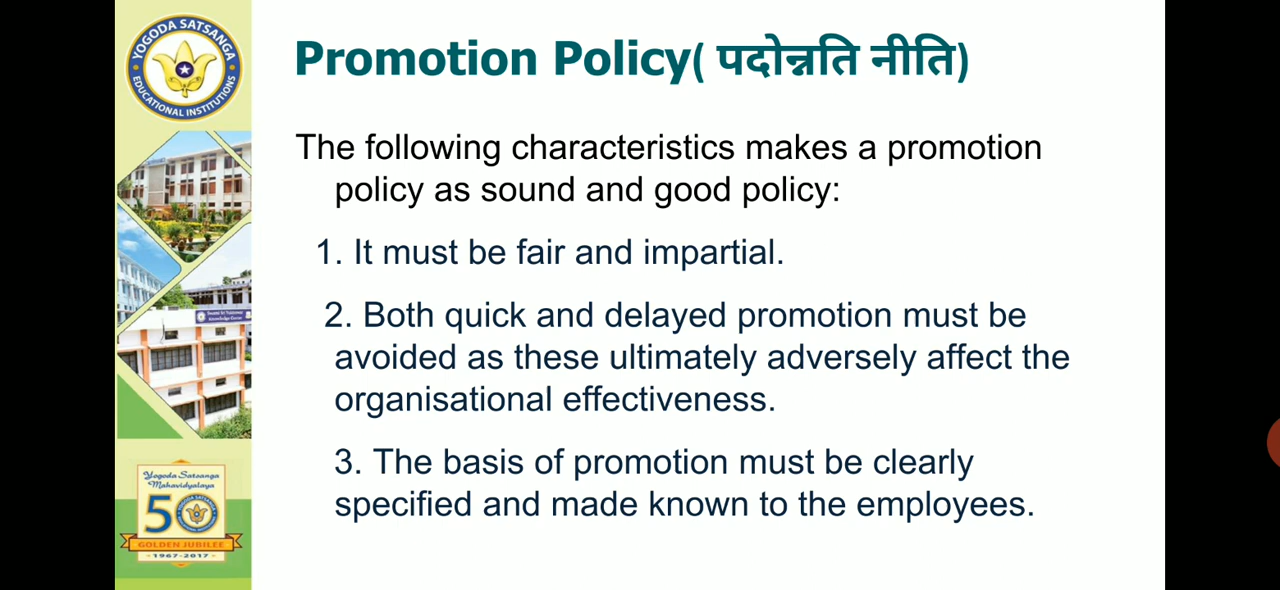 YOGODA SATSANGA
EDUCATIONAL INSTITUTIONS
Promotion Policy( पदोन्नति नीति)
The following characteristics makes a promotion
policy as sound and good policy:
1. It must be fair and impartial.
2. Both quick and delayed promotion must be
avoided as these ultimately adversely affect the
organisational effectiveness.
3. The basis of promotion must be clearly
specified and made known to the employees.
Yogoda Satsanga
Mahavidyalaya
50
GOLDEN JUBILEE
1967-2017